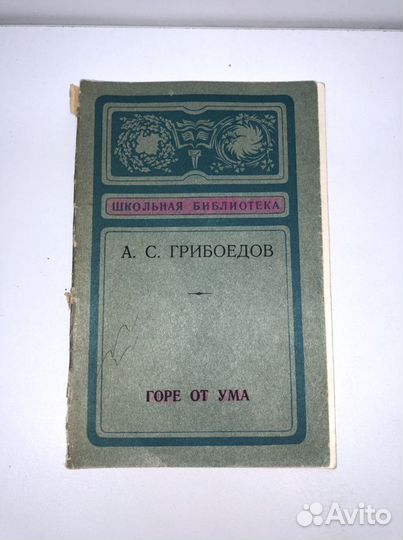 ШКОЛЬНАЯ БИБЛИОТЕКА
А. С. ГРИБОЕДОВ
ГОРЕ ОТ УМА
Avito